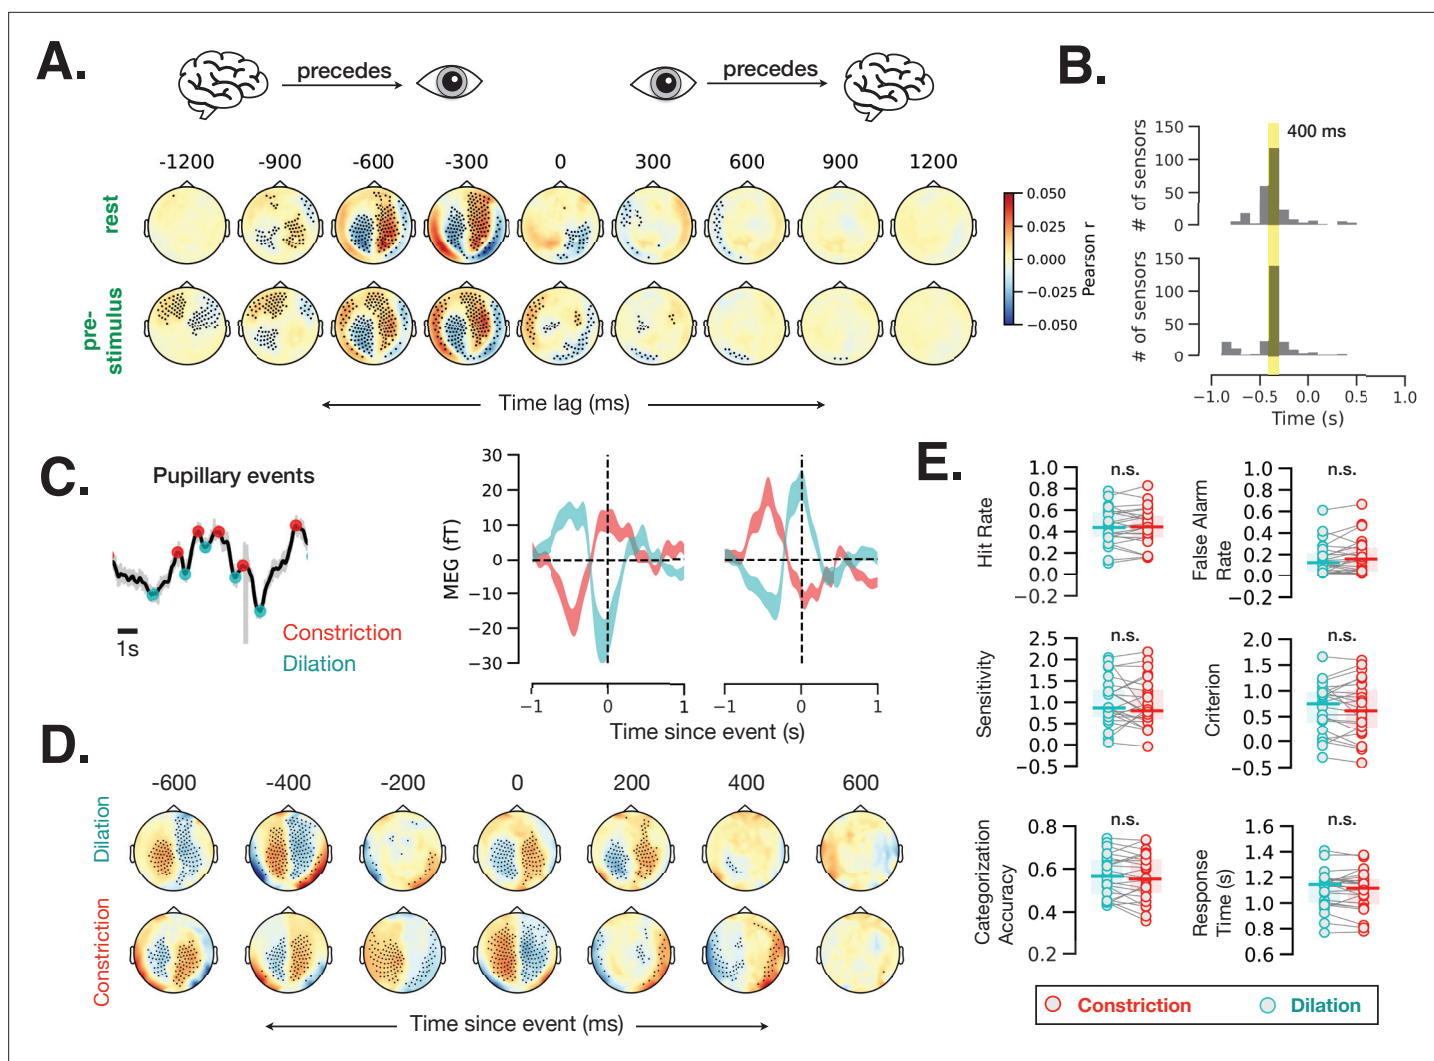 A.
precedes
precedes
-1200 -900 -600 -300 0 300 600 900 1200
rest
pre-
stimulus
0.050
0.025
0.000
−0.025
−0.050
Pearson r
Time lag (ms)
B.
400 ms
150
100
50
0
# of sensors
150
100
50
0
# of sensors
−1.0 −0.5 0.0 0.5 1.0
Time (s)
C.
Pupillary events
1s
Constriction
Dilation
30
20
10
0
−10
−20
−30
MEG (fT)
−1 0 1 −1 0 1
Time since event (s)
D.
-600 -400 -200 0 200 400 600
Dilation
Constriction
Time since event (ms)
E.
n.s.
1.0
0.8
0.6
0.4
0.2
0.0
−0.2
Hit Rate
n.s.
1.0
0.8
0.6
0.4
0.2
0.0
−0.2
False Alarm
Rate
n.s.
2.5
2.0
1.5
1.0
0.5
0.0
−0.5
Sensitivity
n.s.
2.0
1.5
1.0
0.5
0.0
−0.5
Criterion
n.s.
0.8
0.6
0.4
0.2
Categorization
Accuracy
n.s.
1.6
1.4
1.2
1.0
0.8
0.6
Response
Time (s)
Constriction Dilation